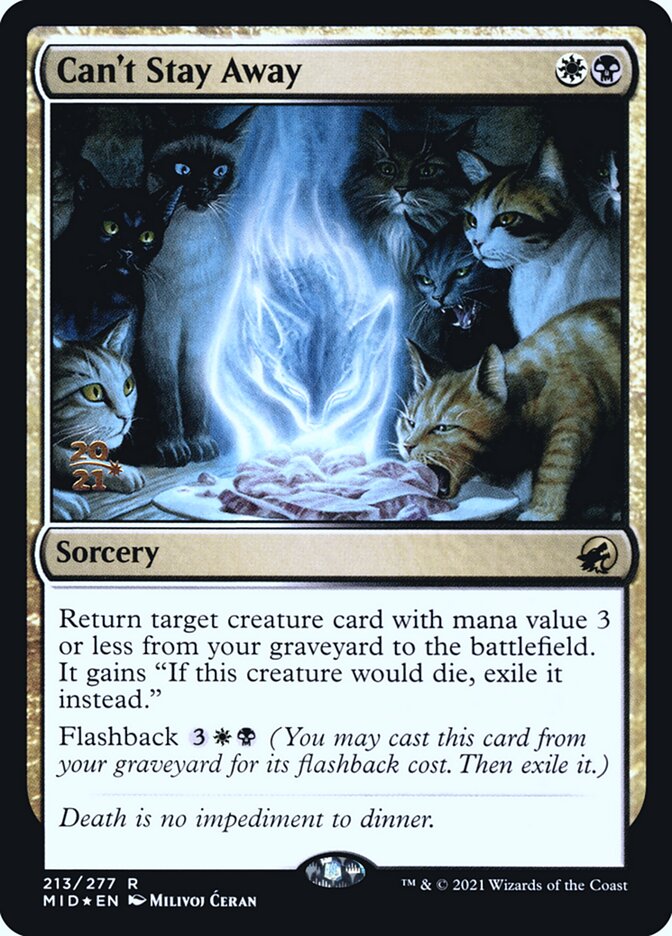 Can't Stay Away
20
21
Sorcery
Return target creature card with mana value 3
or less from your graveyard to the battlefield.
It gains “If this creature would die, exile it
instead.”
Flashback 3 (You may cast this card from
your graveyard for its flashback cost. Then exile it.)
Death is no impediment to dinner.
213/277 R
MID★EN Milivoj Ćeran
™ & © 2021 Wizards of the Coast